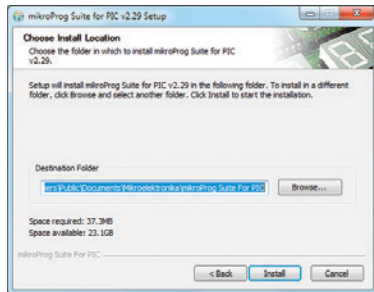 mikroProg Suite for PIC v2.29 Setup
Choose Install Location
Choose the folder in which to install mikroProg Suite for PIC
v2.29.
Setup will install mikroProg Suite for PIC v2.29 in the following folder. To install in a different
folder, click Browse and select another folder. Click Install to start the installation.
Destination Folder
ers\Public\Documents\Mikroelektronika\mikroProg Suite For PIC
Browse...
Space required: 37.3MB
Space available: 23.1GB
mikroProg Suite For PIC
< Back
Install
Cancel